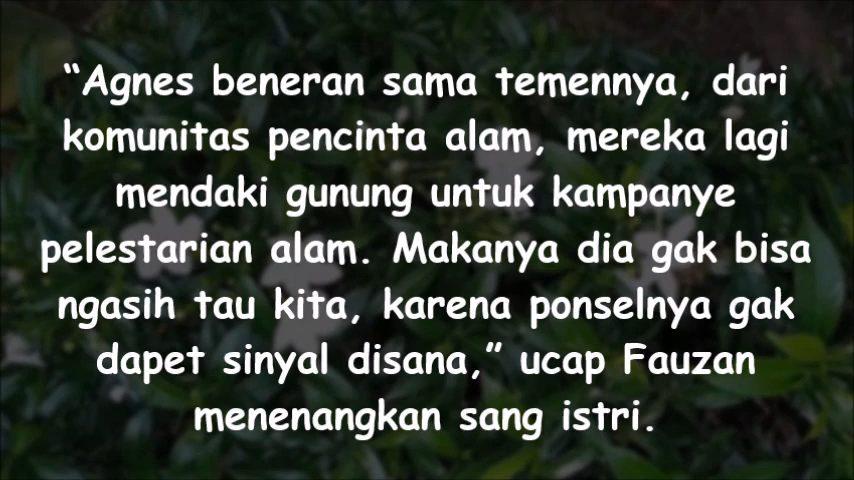 “Agnes beneran sama temennya, dari
komunitas pencinta alam, mereka lagi
mendaki gunung untuk kampanye
pelestarian alam. Makanya dia gak bisa
ngasih tau kita, karena ponselnya gak
dapet sinyal disana,” ucap Fauzan
menenangkan sang istri.